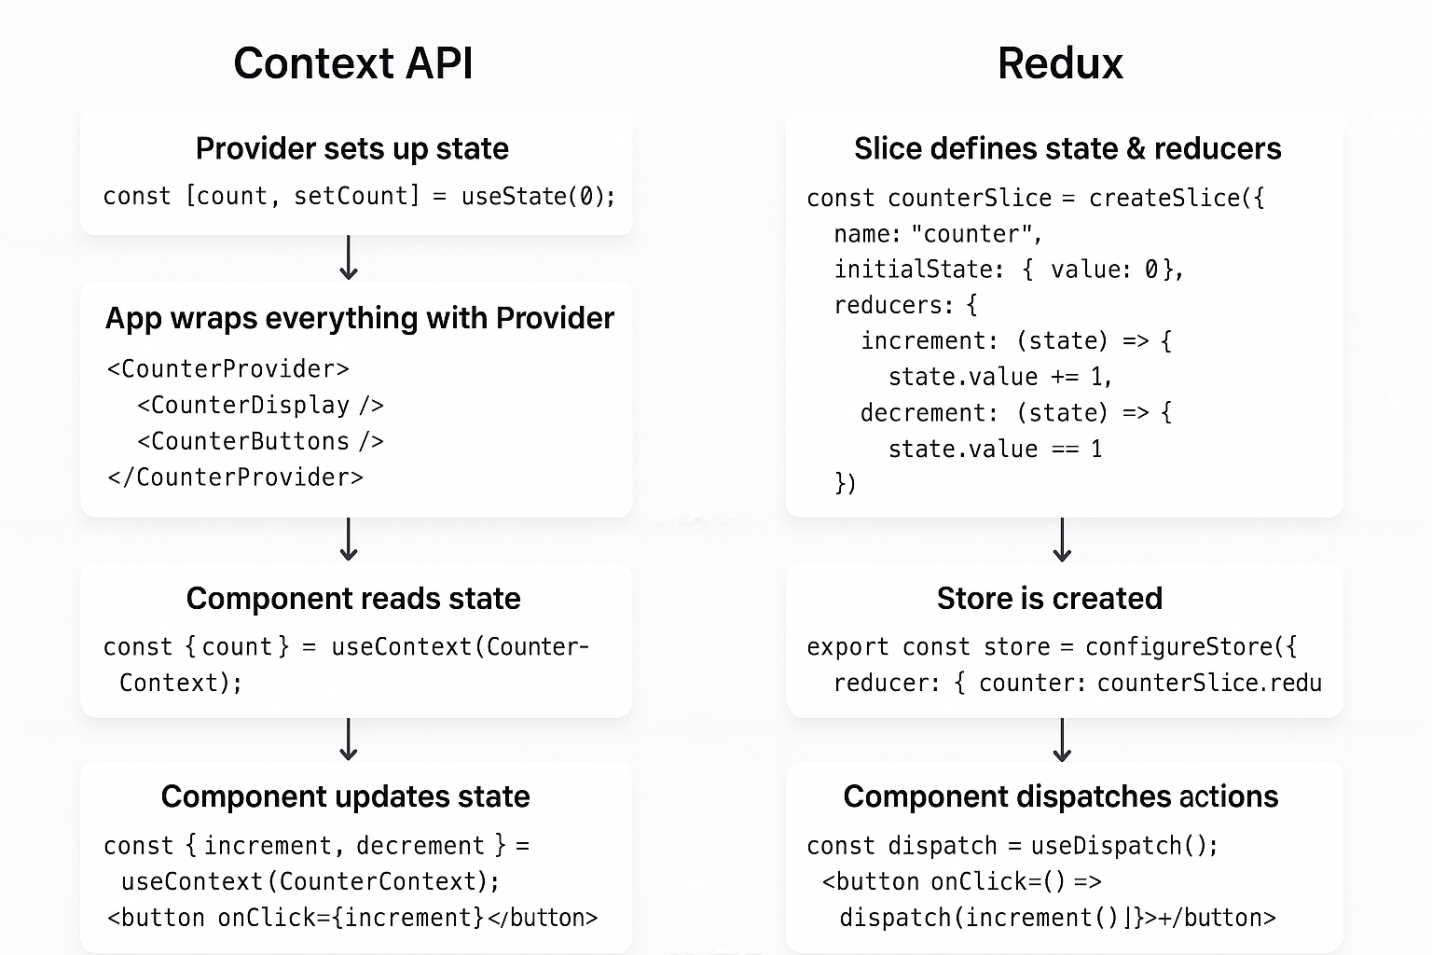 Context API
Provider sets up state
const [count, setCount] = useState(0);
App wraps everything with Provider
<CounterProvider>
<CounterDisplay />
<CounterButtons />
</CounterProvider>
Component reads state
const { count } = useContext(Counter-
Context);
Component updates state
const { increment, decrement } =
useContext(CounterContext);
<button onClick={increment}</button>
Redux
Slice defines state & reducers
const counterSlice = createSlice({
name: "counter",
initialState: { value: 0},
reducers: {
increment: (state) => {
state.value += 1,
decrement: (state) => {
state.value == 1
})
Store is created
export const store = configureStore({
reducer: { counter: counterSlice.redu
Component dispatches actions
const dispatch = useDispatch();
<button onClick=() =>
dispatch(increment()⌋}>+/button>